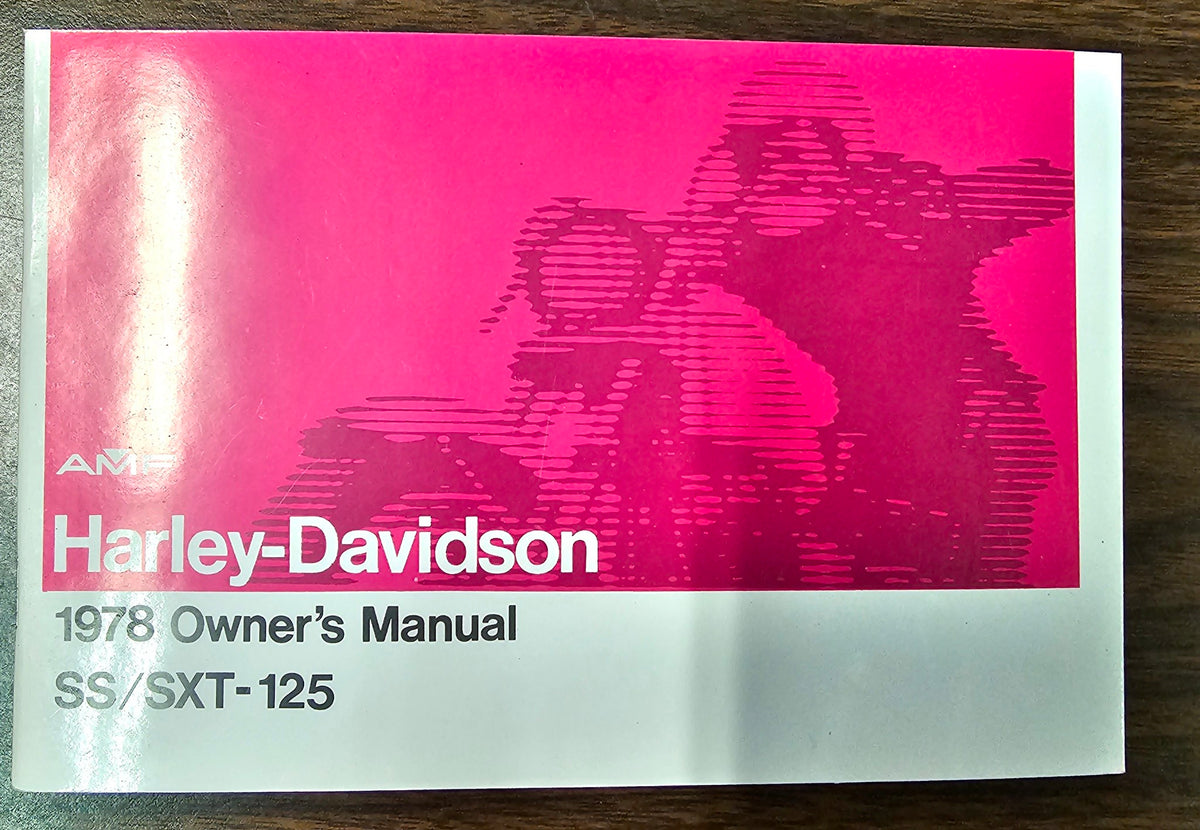 AMF
Harley-Davidson
1978 Owner's Manual
SS/SXT-125